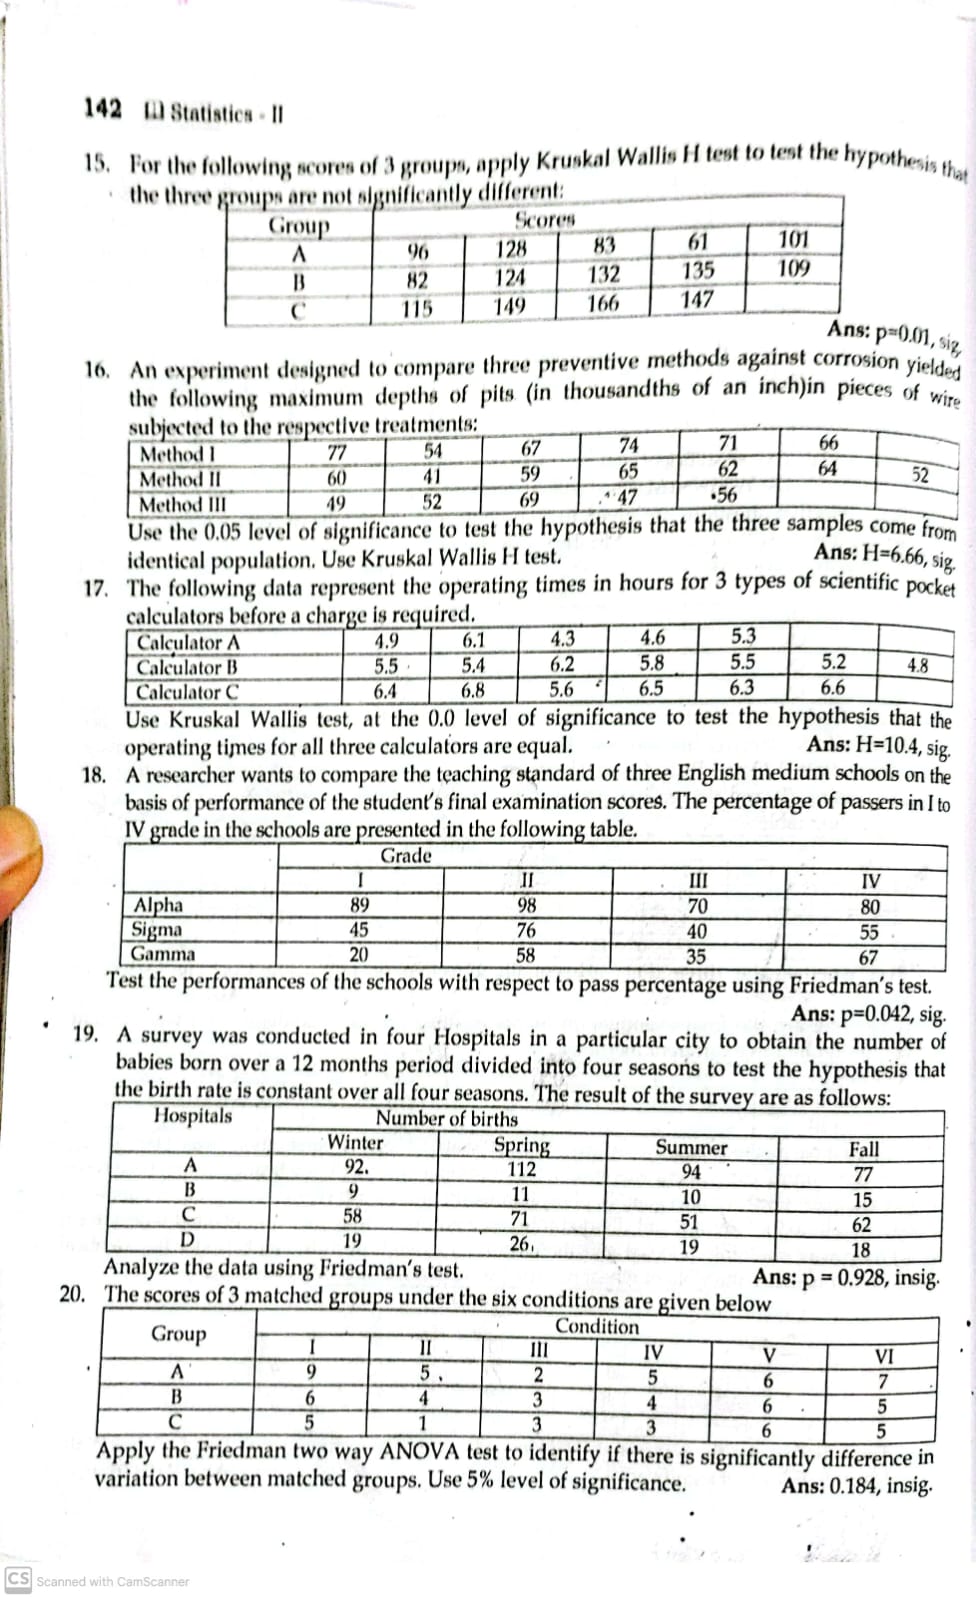 142 Statistics - II
15. For the following scores of 3 groups, apply Kruskal Wallis H test to test the hypothesis that
the three groups are not significantly different:
Group Scores
A 96 128 83 61 101
B 82 124 132 135 109
C 115 149 166 147
Ans: p=0.01, sig.
16. An experiment designed to compare three preventive methods against corrosion yielded
the following maximum depths of pits (in thousandths of an inch)in pieces of wire
subjected to the respective treatments:
Method I 77 54 67 74 71 66
Method II 60 41 59 65 62 64 52
Method III 49 52 69 47 56
Use the 0.05 level of significance to test the hypothesis that the three samples come from
identical population. Use Kruskal Wallis H test. Ans: H=6.66, sig.
17. The following data represent the operating times in hours for 3 types of scientific pocket
calculators before a charge is required.
Calculator A 4.9 6.1 4.3 4.6 5.3
Calculator B 5.5 5.4 6.2 5.8 5.5 5.2 4.8
Calculator C 6.4 6.8 5.6 6.5 6.3 6.6
Use Kruskal Wallis test, at the 0.0 level of significance to test the hypothesis that the
operating times for all three calculators are equal. Ans: H=10.4, sig.
18. A researcher wants to compare the teaching standard of three English medium schools on the
basis of performance of the student's final examination scores. The percentage of passers in I to
IV grade in the schools are presented in the following table.
Grade
I II III IV
Alpha 89 98 70 80
Sigma 45 76 40 55
Gamma 20 58 35 67
Test the performances of the schools with respect to pass percentage using Friedman's test.
Ans: p=0.042, sig.
19. A survey was conducted in four Hospitals in a particular city to obtain the number of
babies born over a 12 months period divided into four seasons to test the hypothesis that
the birth rate is constant over all four seasons. The result of the survey are as follows:
Hospitals Number of births
Winter Spring Summer Fall
A 92. 112 94 77
B 9 11 10 15
C 58 71 51 62
D 19 26 19 18
Analyze the data using Friedman's test. Ans: p = 0.928, insig.
20. The scores of 3 matched groups under the six conditions are given below
Group Condition
I II III IV V VI
A 9 5 2 5 6 7
B 6 4 3 4 6 5
C 5 1 3 3 6 5
Apply the Friedman two way ANOVA test to identify if there is significantly difference in
variation between matched groups. Use 5% level of significance. Ans: 0.184, insig.
CS Scanned with CamScanner